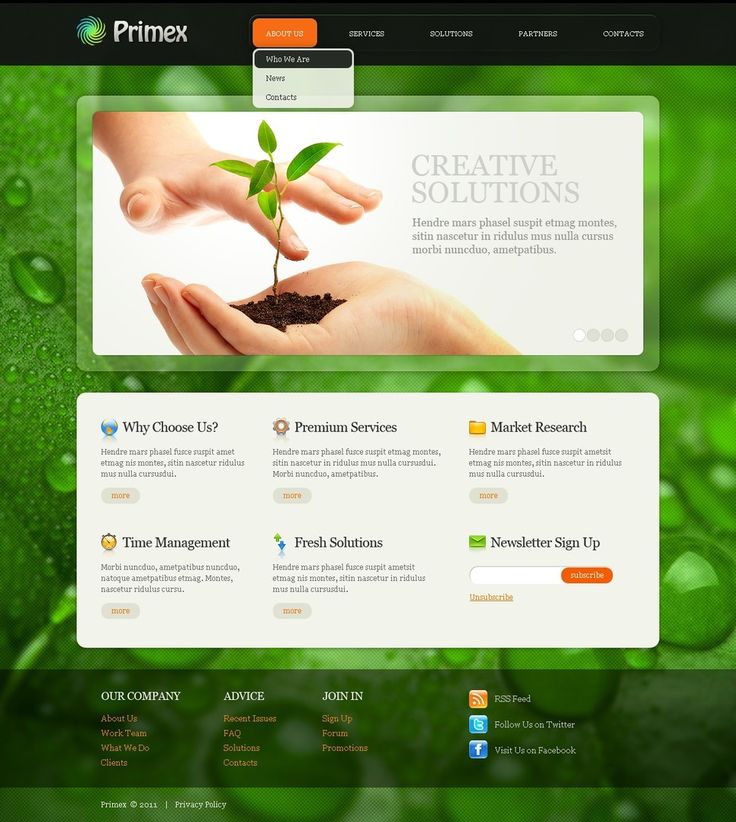 Primex
ABOUT US
SERVICES
SOLUTIONS
PARTNERS
CONTACTS
Who We Are
News
Contacts
CREATIVE
SOLUTIONS
Hendre mars phasel suspit etmag montes,
sitin nascetur in ridulus mus nulla cursus
morbi nuncduo, ametpatibus.
Why Choose Us?
Hendre mars phasel fusce suspit amet
etmag nis montes, sitin nascetur ridulus
mus nulla cursusdui.
more
Premium Services
Hendre mars phasel fusce suspit etmag montes,
sitin nascetur in ridulus mus nulla cursusdui.
Morbi nuncduo, ametpatibus.
more
Market Research
Hendre mars phasel fusce suspit ametsit
etmag nis montes, sitin nascetur in ridulus
mus nulla cursusdui.
more
Time Management
Morbi nuncduo, ametpatibus nuncduo,
natoque ametpatibus etmag. Montes,
nascetur ridulus cursu.
more
Fresh Solutions
Hendre mars phasel fusce suspit ametsit
etmag nis montes, sitin nascetur in ridulus
mus nulla cursusdui.
more
Newsletter Sign Up
subscribe
Unsubscribe
OUR COMPANY
About Us
Work Team
What We Do
Clients
ADVICE
Recent Issues
FAQ
Solutions
Contacts
JOIN IN
Sign Up
Forum
Promotions
RSS Feed
Follow Us on Twitter
Visit Us on Facebook
Primex © 2011 | Privacy Policy